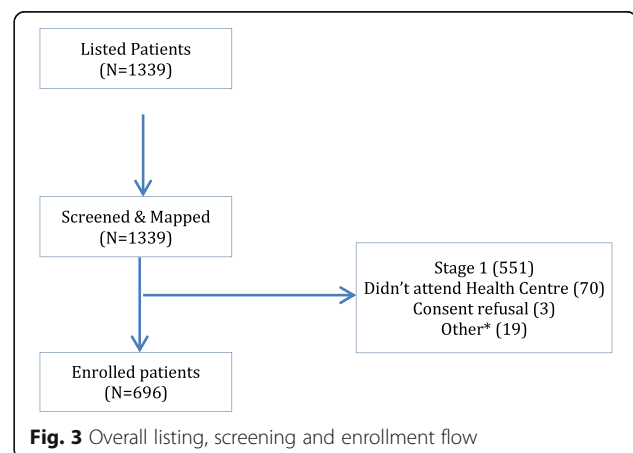 Listed Patients
(N=1339)
Screened & Mapped
(N=1339)
Stage 1 (551)
Didn't attend Health Centre (70)
Consent refusal (3)
Other* (19)
Enrolled patients
(N=696)
Fig. 3 Overall listing, screening and enrollment flow